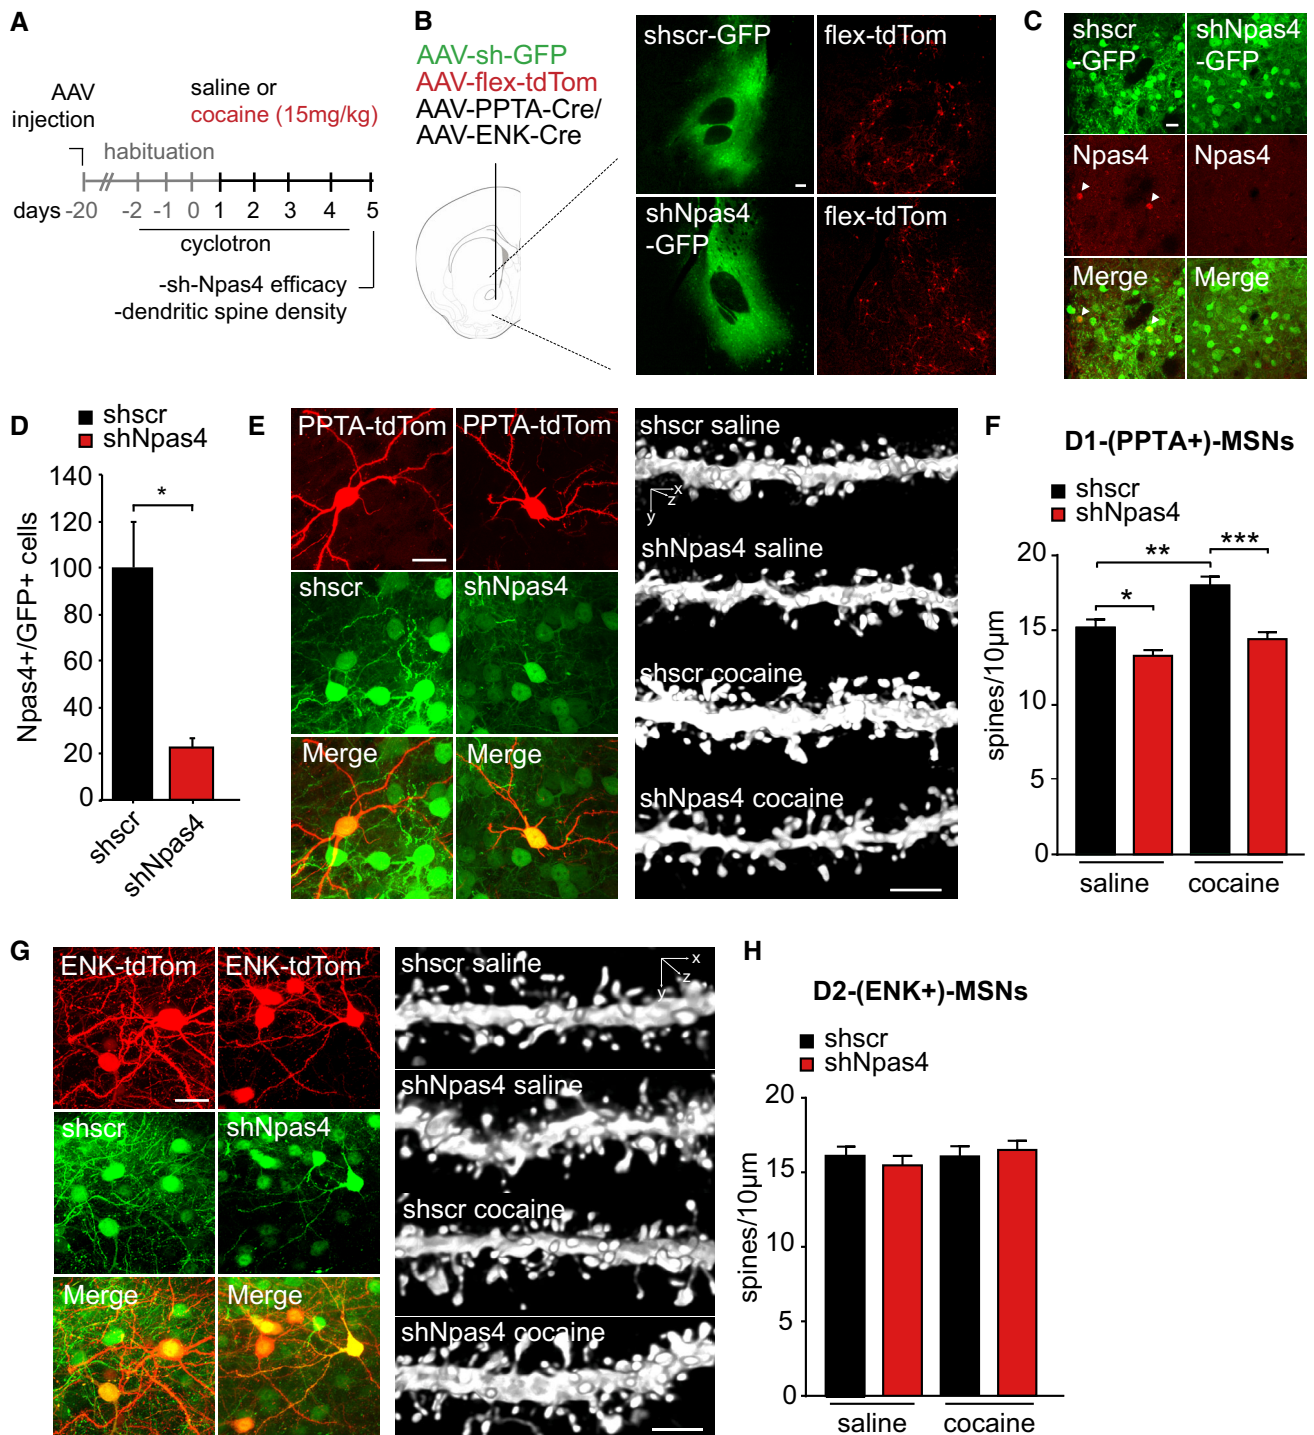 A
AAV
injection
saline or
cocaine (15mg/kg)
habituation
days -20 -2 -1 0 1 2 3 4 5
cyclotron
-sh-Npas4 efficacy
-dendritic spine density
B
AAV-sh-GFP
AAV-flex-tdTom
AAV-PPTA-Cre/
AAV-ENK-Cre
shscr-GFP
flex-tdTom
shNpas4
-GFP
flex-tdTom
C
shscr
-GFP
shNpas4
-GFP
Npas4
Npas4
Merge
Merge
D
shscr
shNpas4
Npas4+/GFP+ cells
140
120
100
80
60
40
20
0
*
shscr
shNpas4
E
PPTA-tdTom
PPTA-tdTom
shscr
shNpas4
Merge
Merge
shscr saline
x
z
y
shNpas4 saline
shscr cocaine
shNpas4 cocaine
F
D1-(PPTA+)-MSNs
shscr
shNpas4
spines/10µm
20
15
10
5
0
*
**
***
saline
cocaine
G
ENK-tdTom
ENK-tdTom
shscr
shNpas4
Merge
Merge
shscr saline
x
z
y
shNpas4 saline
shscr cocaine
shNpas4 cocaine
H
D2-(ENK+)-MSNs
shscr
shNpas4
spines/10µm
20
15
10
5
0
saline
cocaine